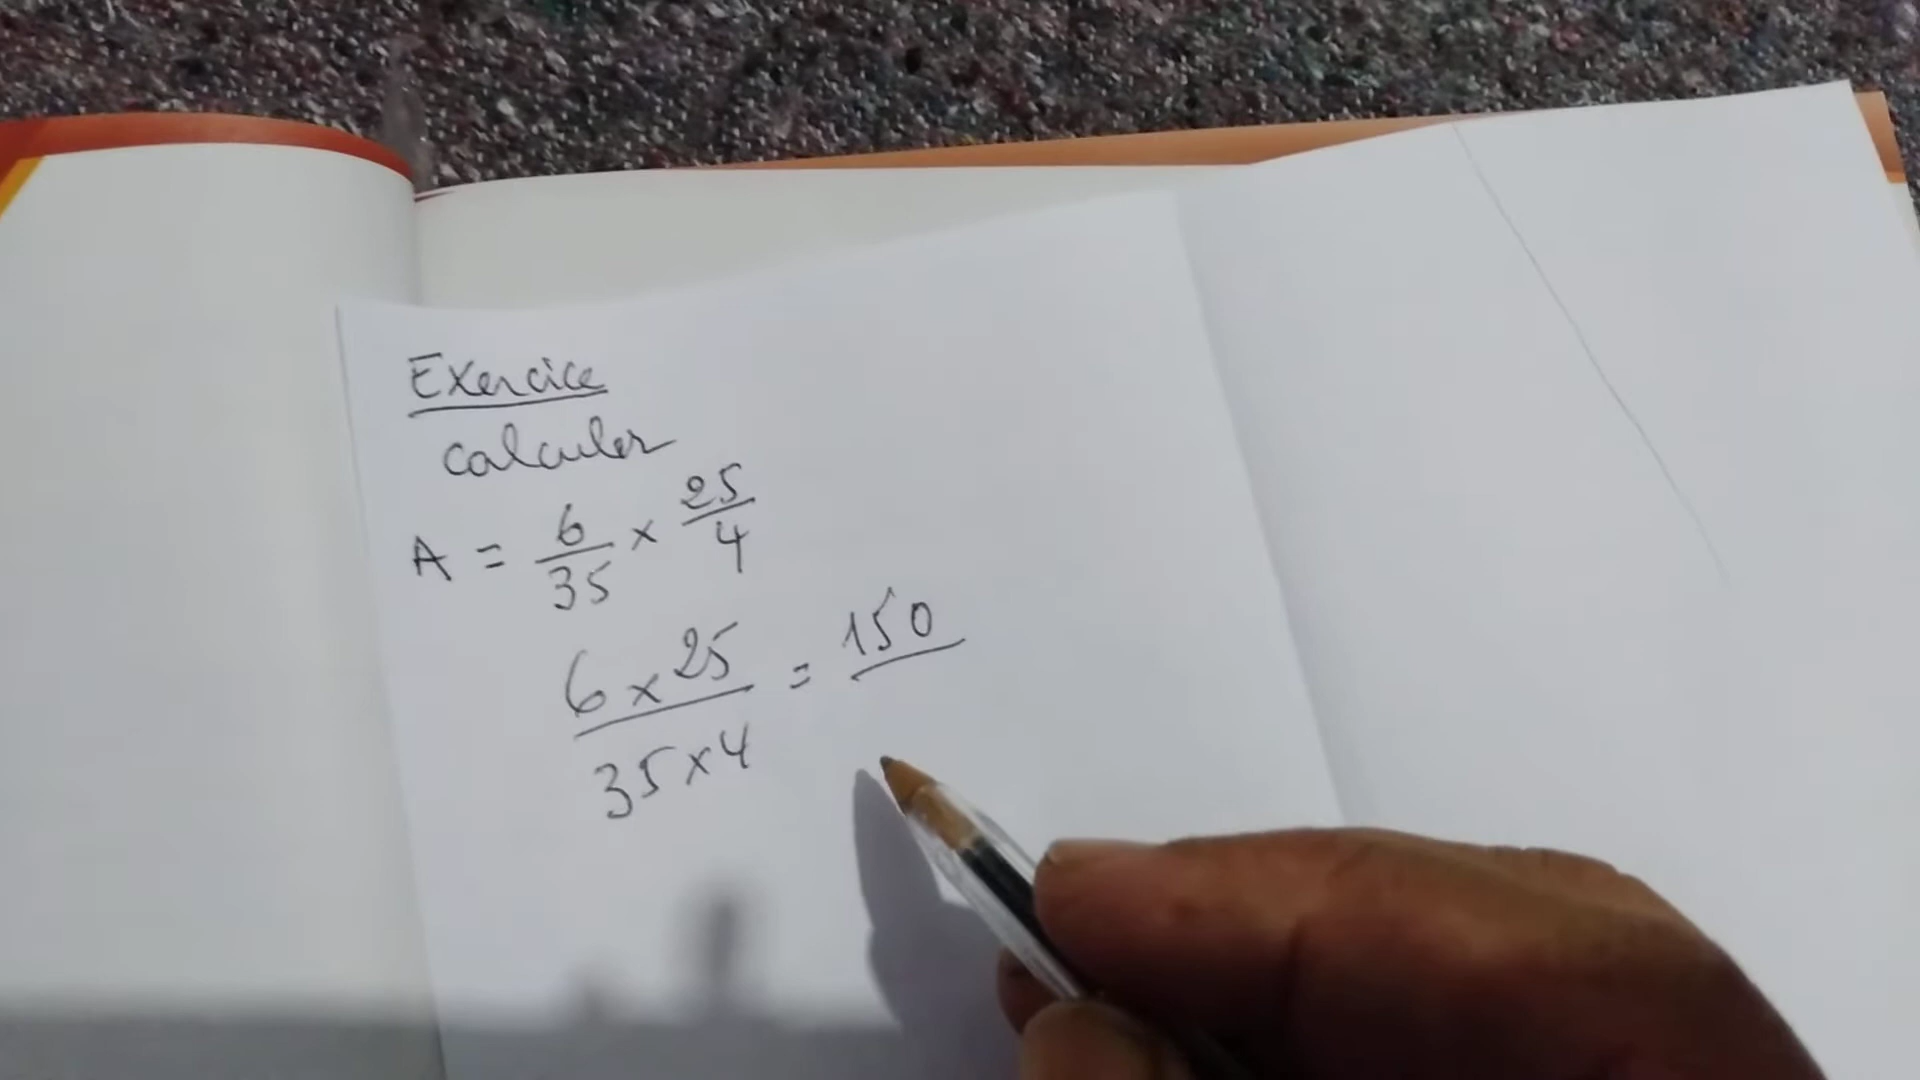 Exercice
calculer
A = 6/35 × 25/4
6×25/35×4 = 150